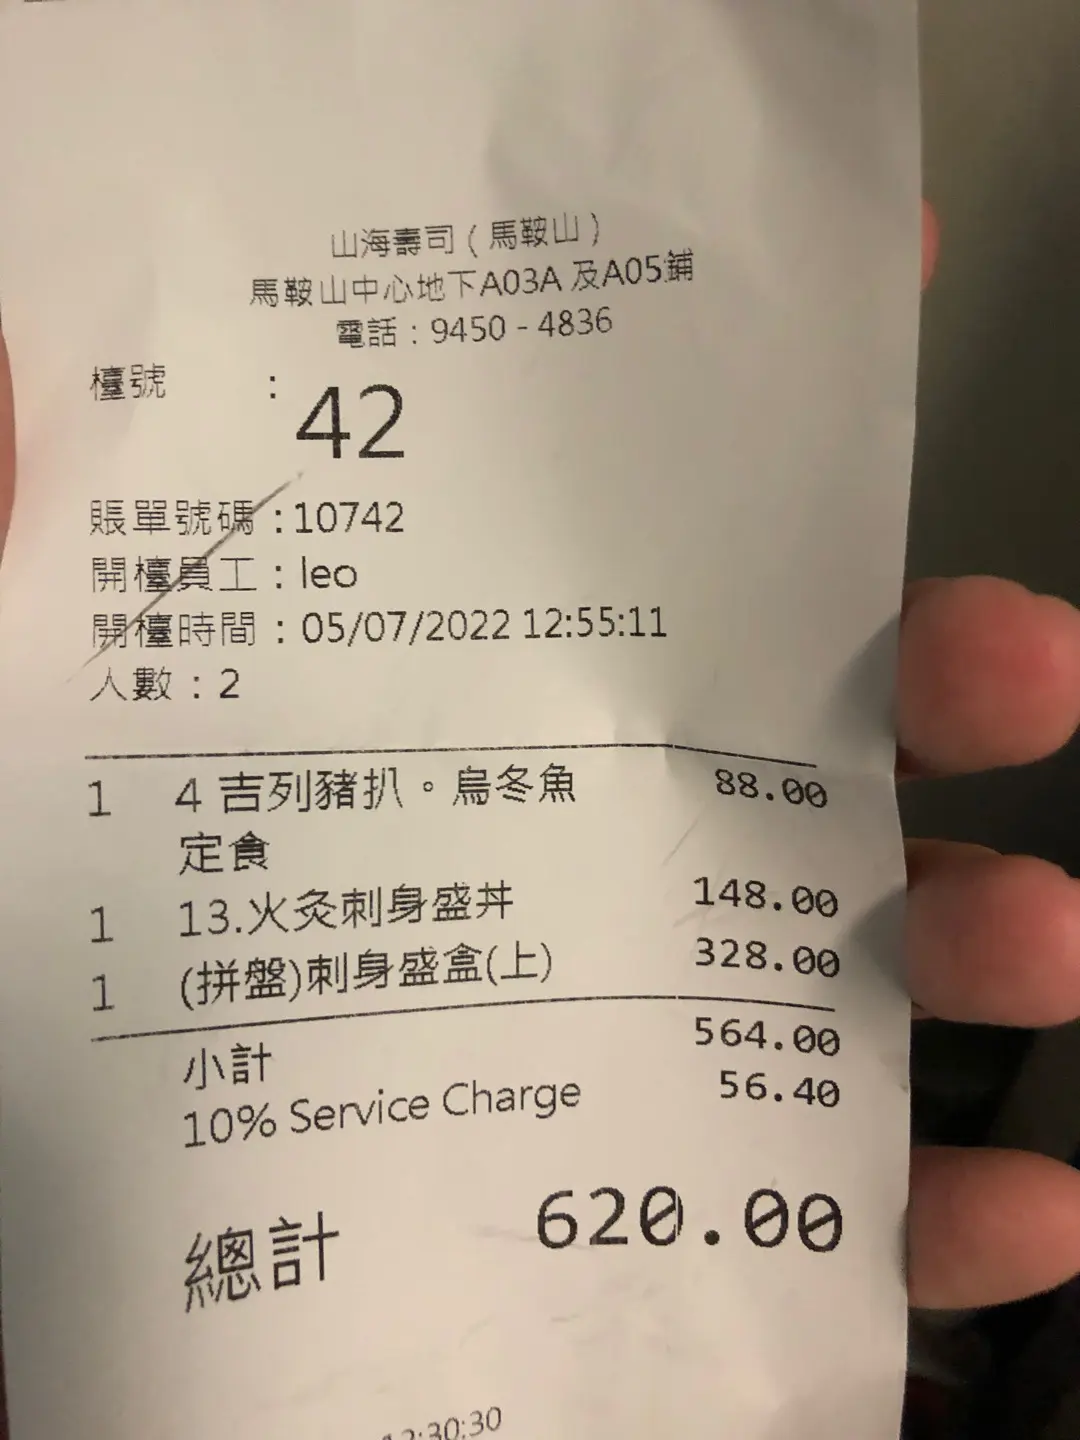 山海壽司（馬鞍山）
馬鞍山中心地下A03A 及A05鋪
電話：9450 - 4836
檯號 : 42
賬單號碼 : 10742
開檯員工 : leo
開檯時間 : 05/07/2022 12:55:11
人數 : 2
1 4 吉列豬扒。烏冬魚 88.00
定食
1 13.火炙刺身盛丼 148.00
1 (拼盤)刺身盛盒(上) 328.00
小計 564.00
10% Service Charge 56.40
總計 620.00
:30:30